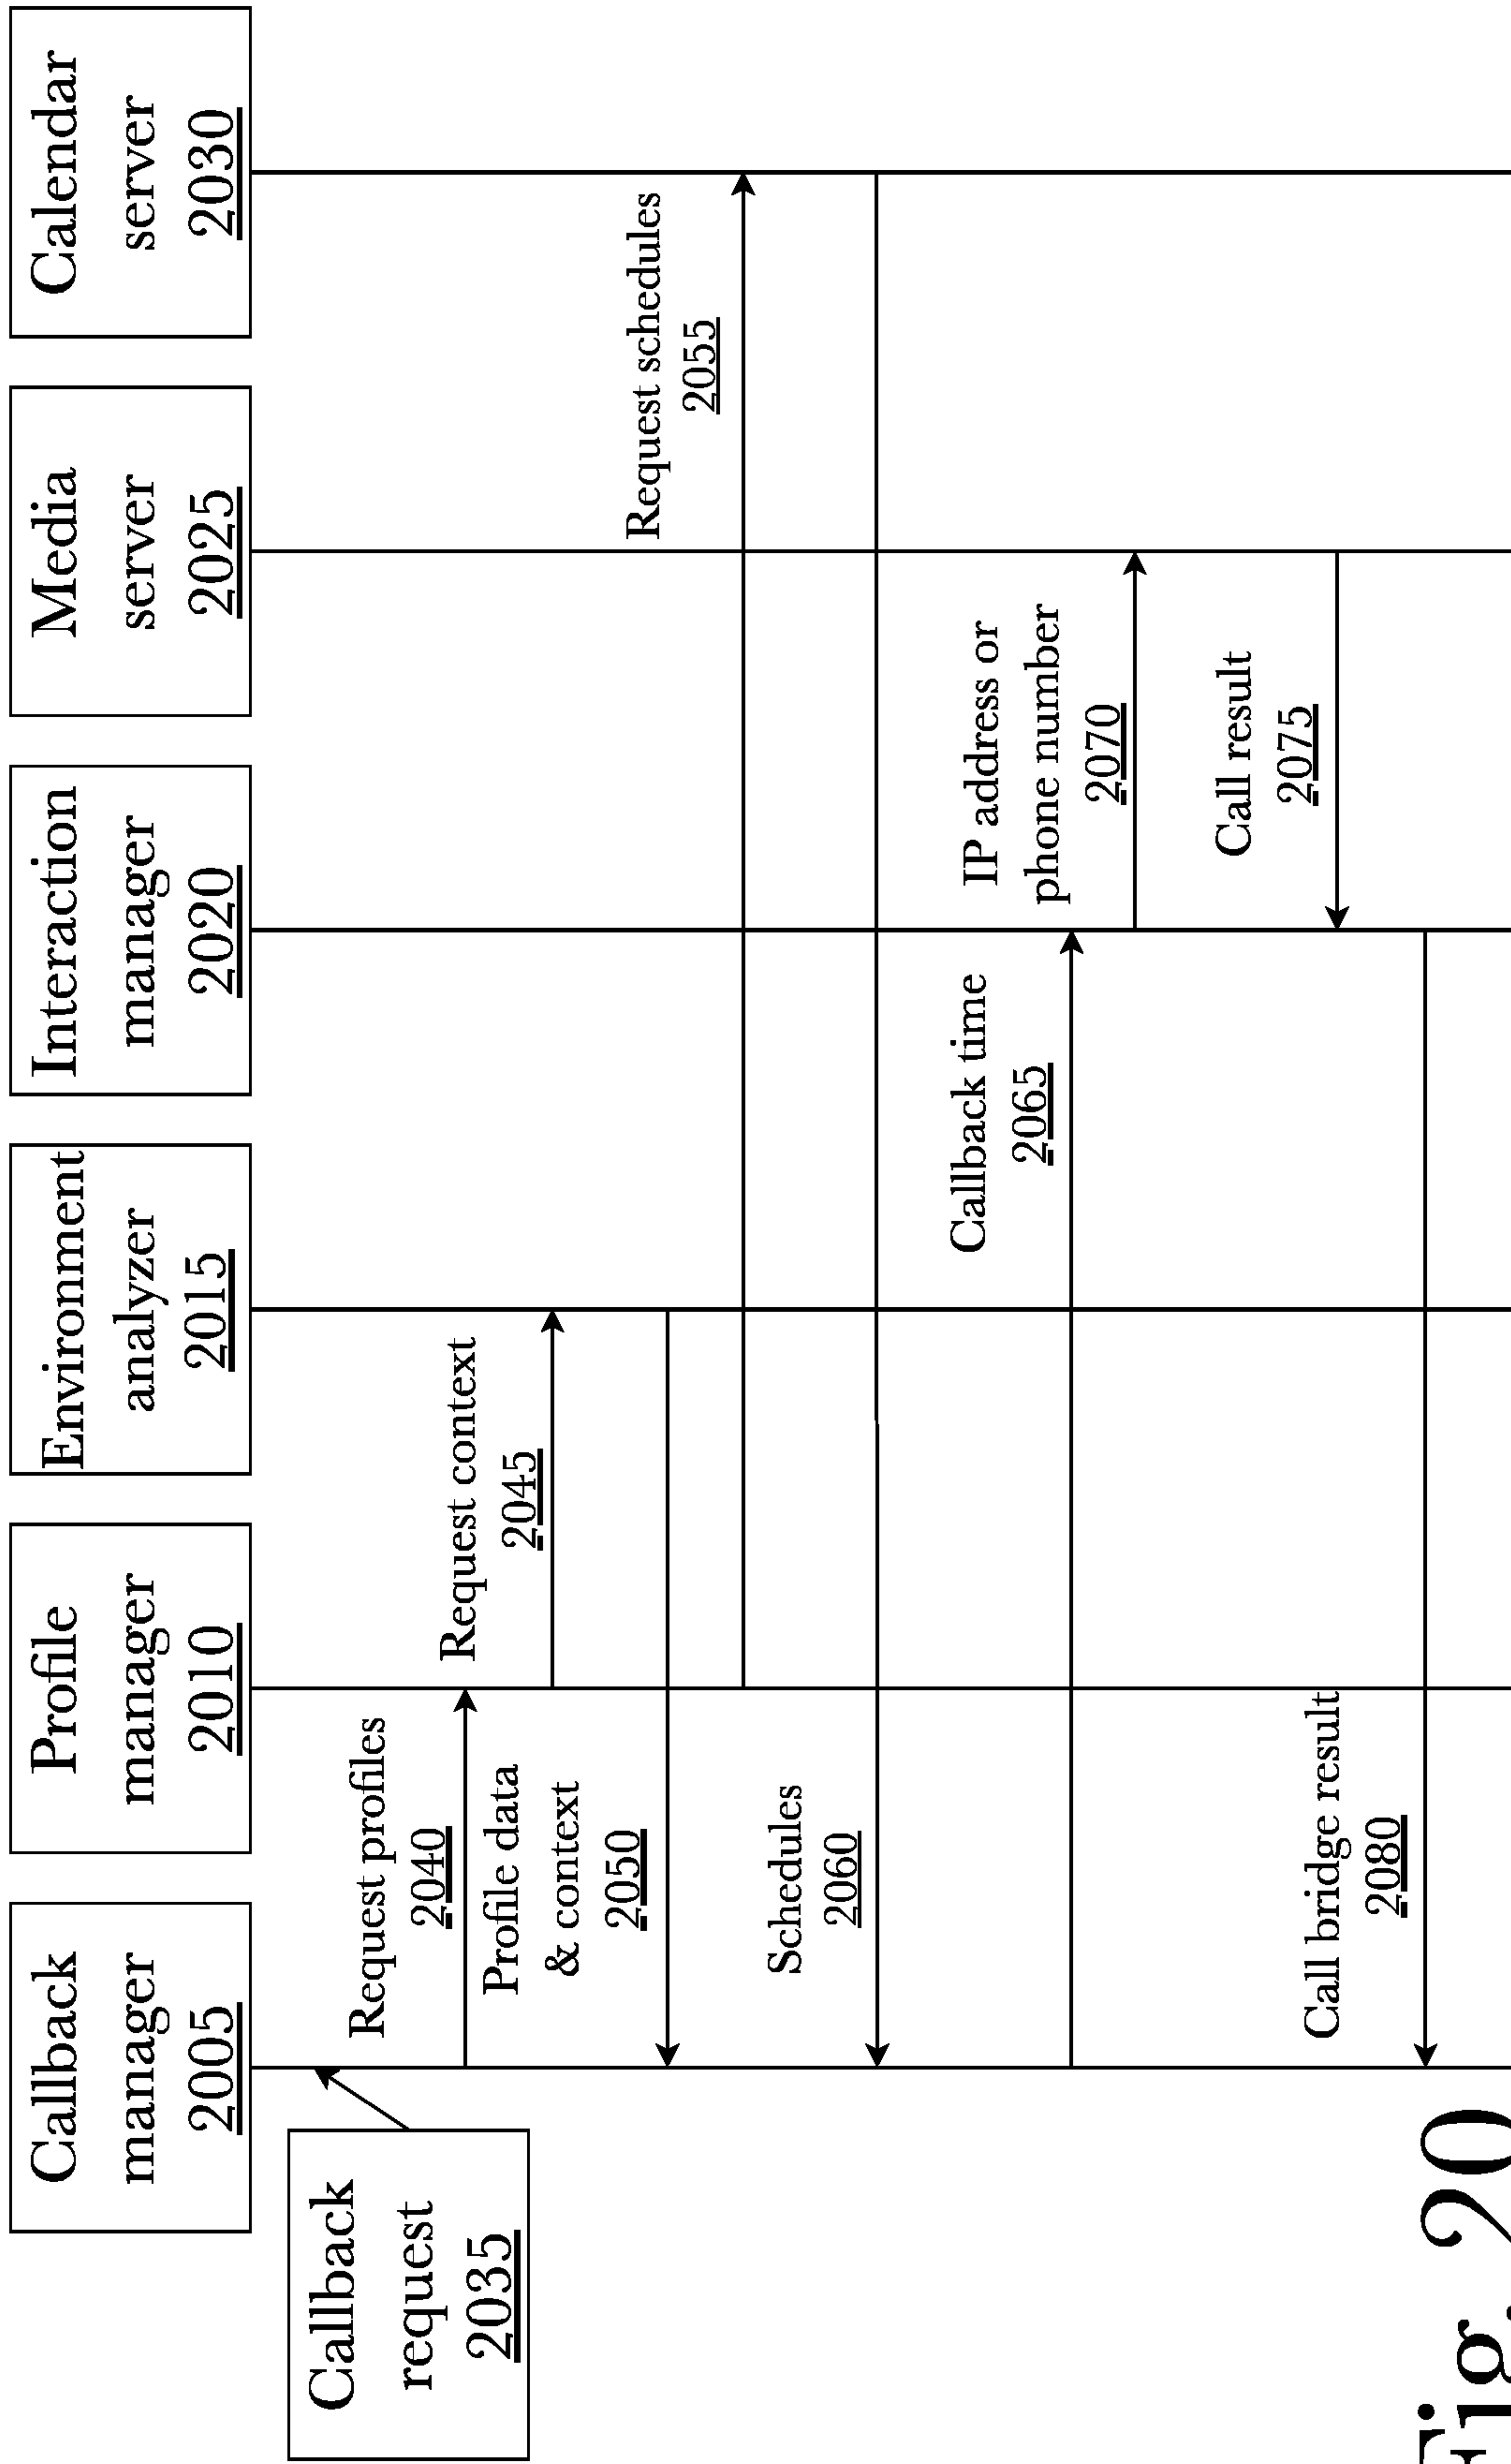 Callback
manager
2005
Profile
manager
2010
Environment
analyzer
2015
Interaction
manager
2020
Media
server
2025
Calendar
server
2030
Callback
request
2035
Request profiles
2040
Request context
2045
Profile data
& context
2050
Request schedules
2055
Schedules
2060
Callback time
2065
IP address or
phone number
2070
Call result
2075
Call bridge result
2080
Fig. 20